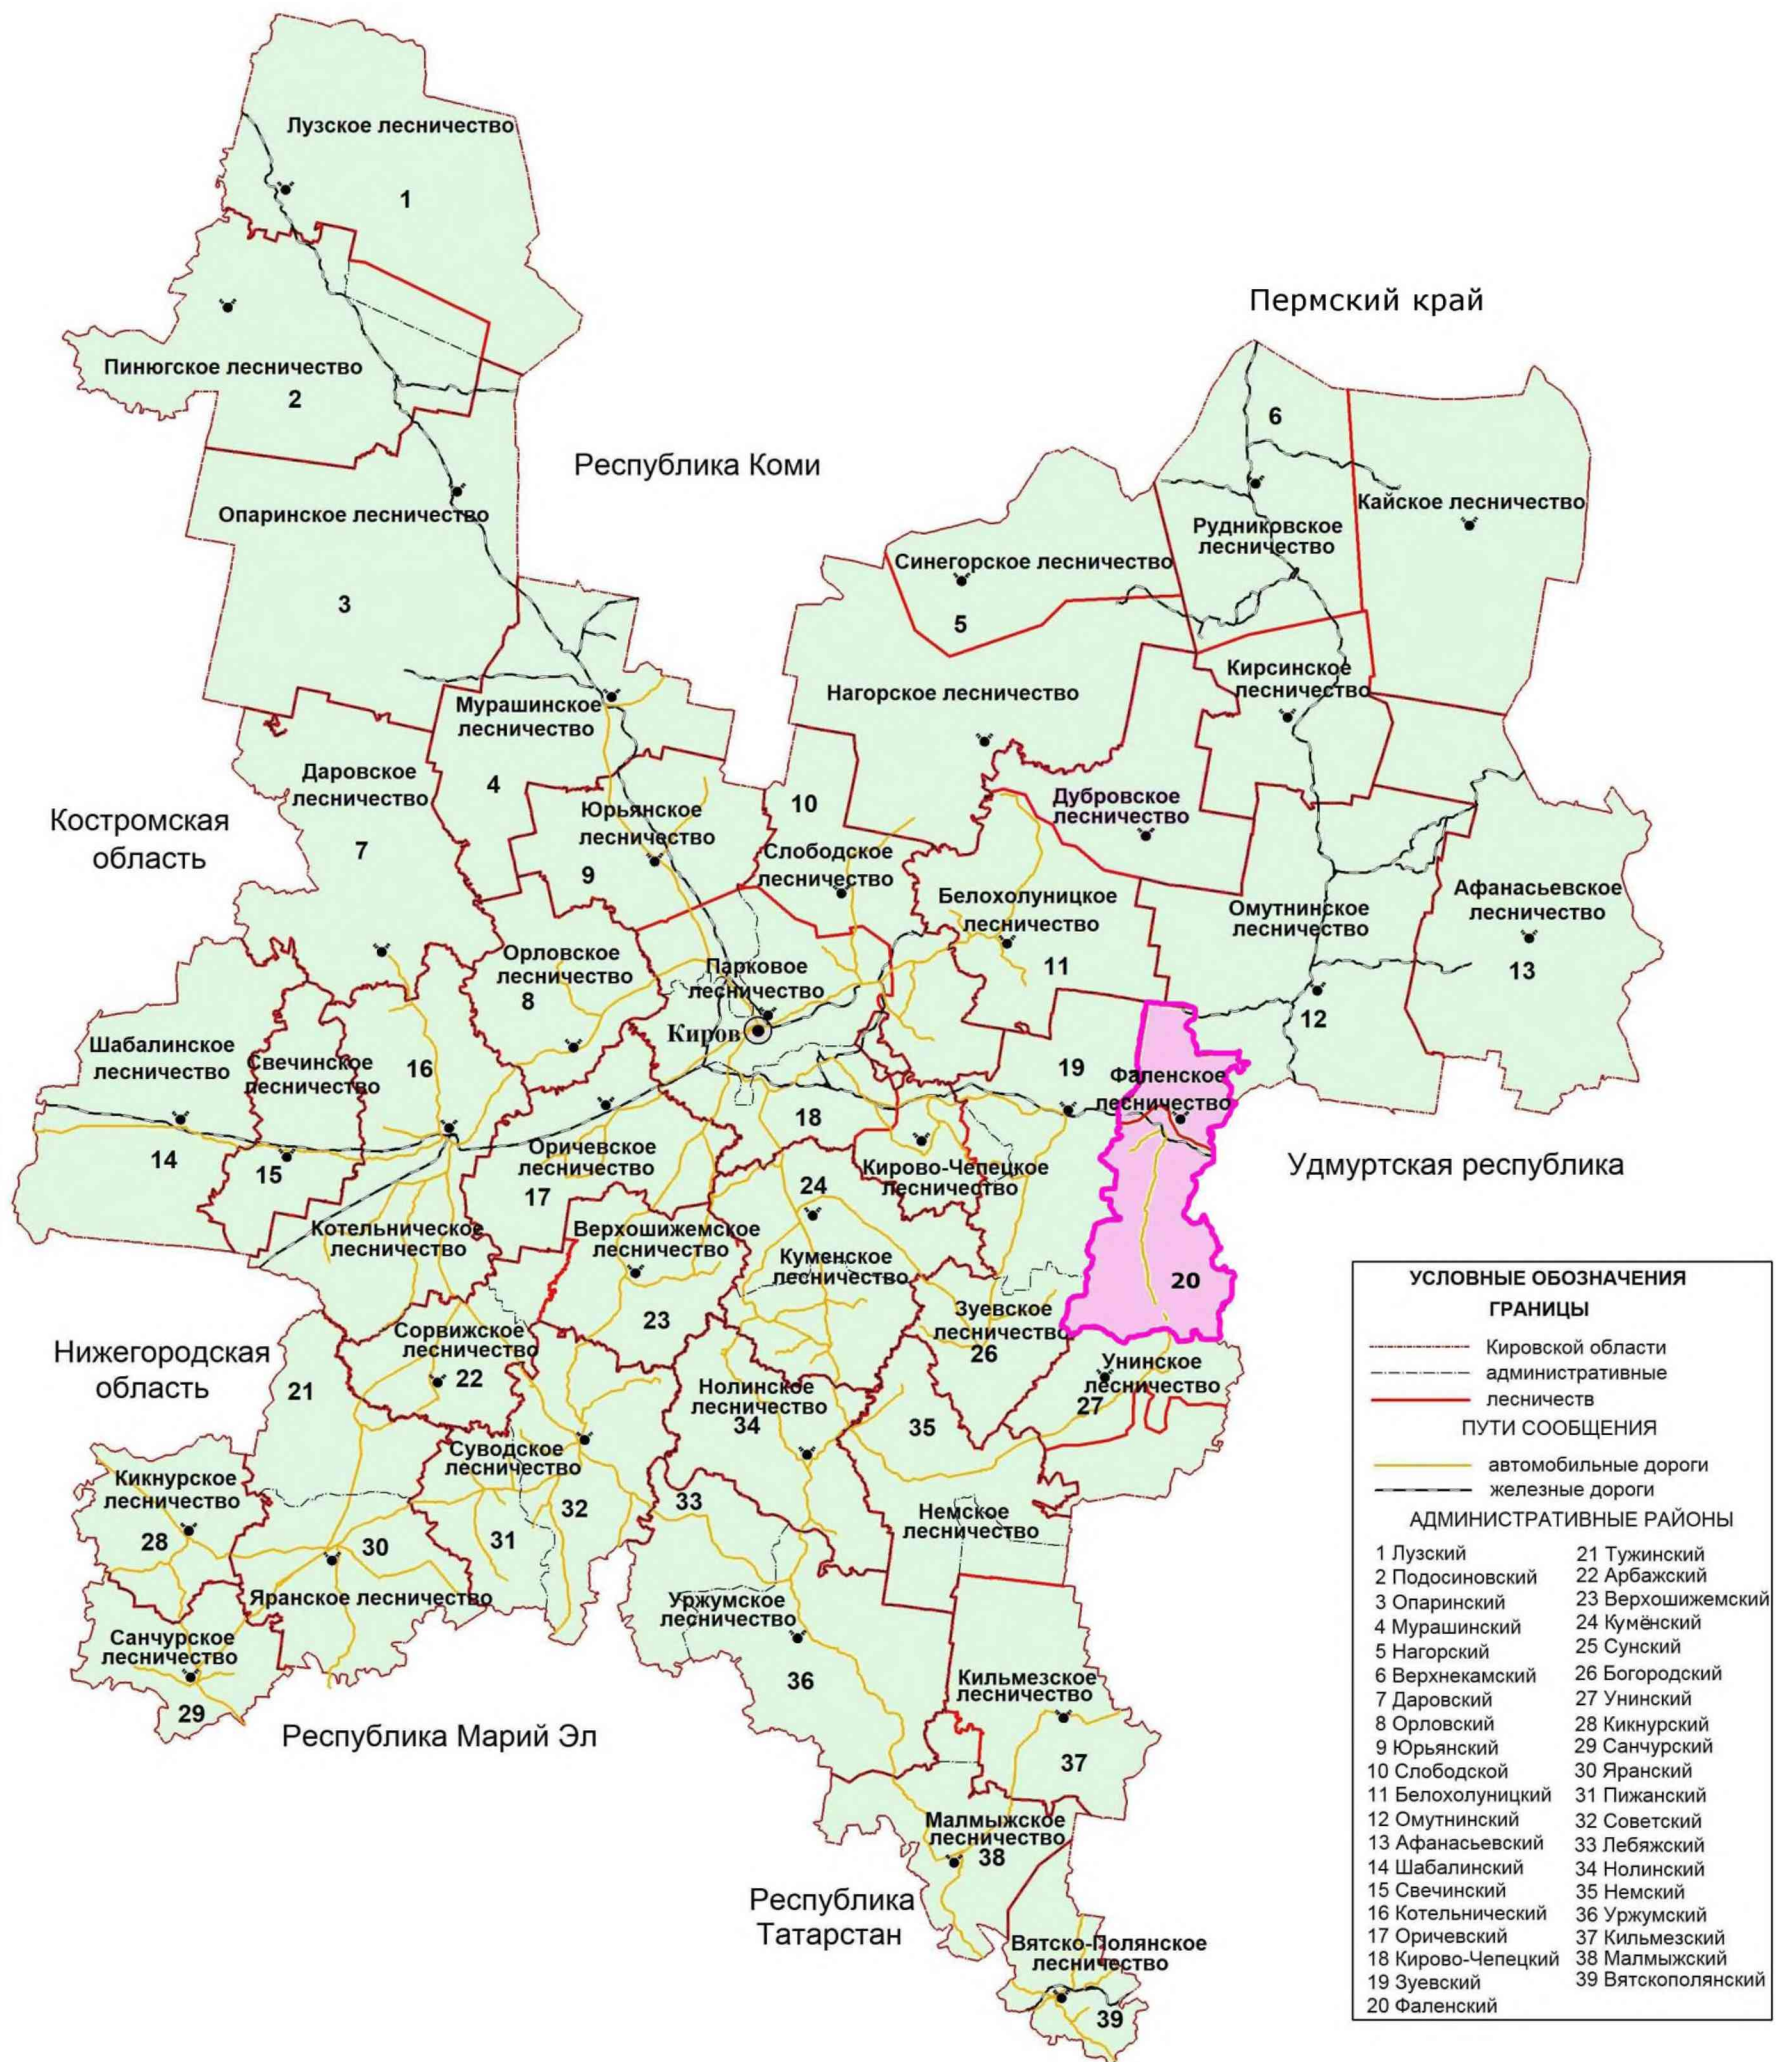 Лузское лесничество
1
Пермский край
Пинюгское лесничество
2
6
Республика Коми
Кайское лесничество
Опаринское лесничество
Рудниковское
лесничество
Синегорское лесничество
3
5
Кирсинское
лесничество
Нагорское лесничество
Мурашинское
лесничество
Даровское
лесничество
4
10
Юрьянское
лесничество
Дубровское
лесничество
Костромская
область
7
9
Слободское
лесничество
Белохолуницкое
лесничество
Афанасьевское
лесничество
Омутнинское
лесничество
Орловское
лесничество
8
Парковое
лесничество
11
13
Киров
12
Шабалинское
лесничество
Свечинское
лесничество
16
19
Фаленское
лесничество
18
14
15
Оричевское
лесничество
17
Кирово-Чепецкое
лесничество
Удмуртская республика
24
Котельническое
лесничество
Верхошижемское
лесничество
Куменское
лесничество
20
23
Зуевское
лесничество
26
Сорвижское
лесничество
22
Нижегородская
область
21
Унинское
лесничество
27
Нолинское
лесничество
34
35
Суводское
лесничество
Кикнурское
лесничество
28
33
32
31
Немское
лесничество
30
Яранское лесничество
Уржумское
лесничество
Санчурское
лесничество
29
36
Кильмезское
лесничество
Республика Марий Эл
37
Малмыжское
лесничество
38
Республика
Татарстан
Вятско-Полянское
лесничество
39
УСЛОВНЫЕ ОБОЗНАЧЕНИЯ
ГРАНИЦЫ
Кировской области
административные
лесничеств
ПУТИ СООБЩЕНИЯ
автомобильные дороги
железные дороги
АДМИНИСТРАТИВНЫЕ РАЙОНЫ
1 Лузский
2 Подосиновский
3 Опаринский
4 Мурашинский
5 Нагорский
6 Верхнекамский
7 Даровский
8 Орловский
9 Юрьянский
10 Слободской
11 Белохолуницкий
12 Омутнинский
13 Афанасьевский
14 Шабалинский
15 Свечинский
16 Котельнический
17 Оричевский
18 Кирово-Чепецкий
19 Зуевский
20 Фаленский
21 Тужинский
22 Арбажский
23 Верхошижемский
24 Кумёнский
25 Сунский
26 Богородский
27 Унинский
28 Кикнурский
29 Санчурский
30 Яранский
31 Пижанский
32 Советский
33 Лебяжский
34 Нолинский
35 Немский
36 Уржумский
37 Кильмезский
38 Малмыжский
39 Вятскополянский